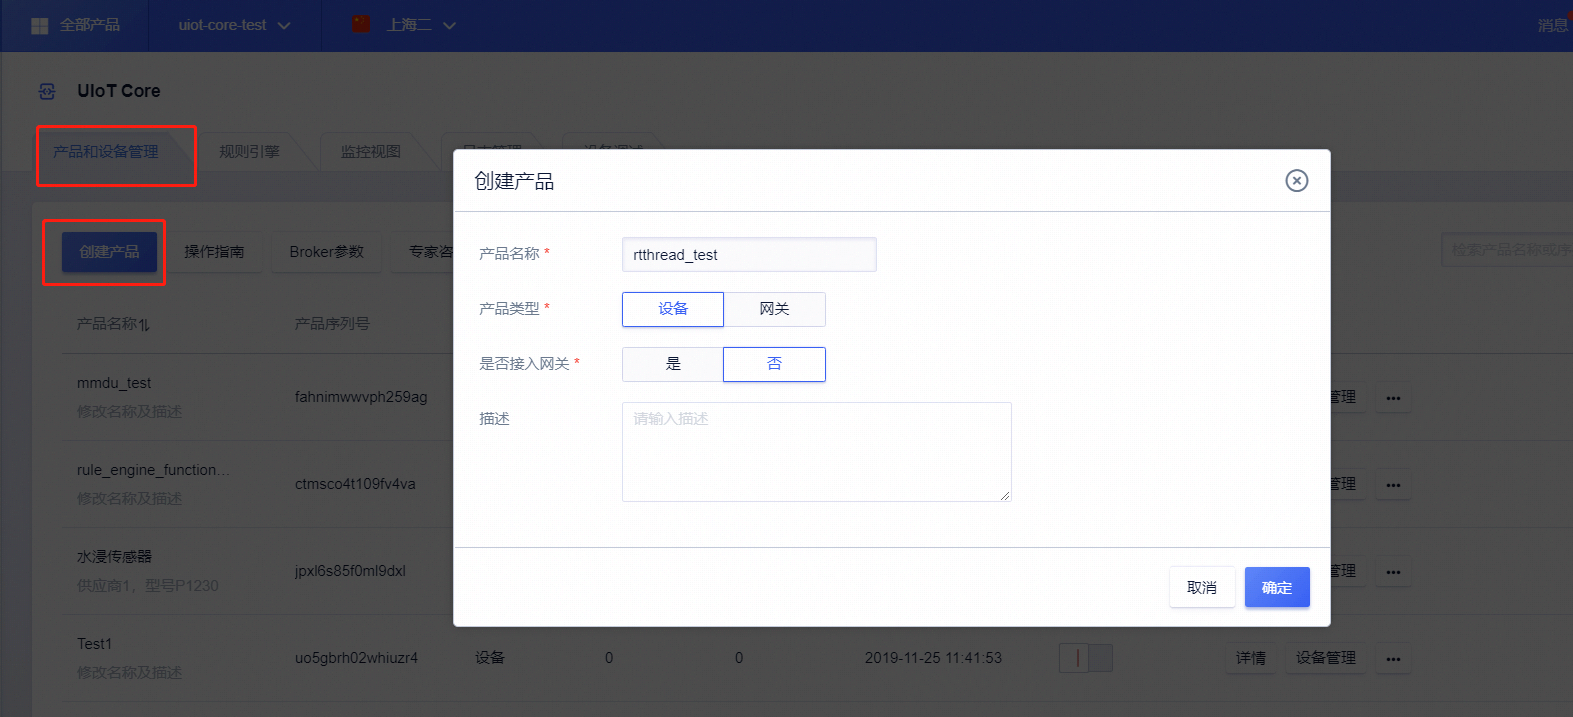 全部产品 uiot-core-test 上海二 消息
UIoT Core
产品和设备管理 规则引擎 监控视图
创建产品
创建产品 操作指南 Broker参数 专家咨
产品名称 * rtthread_test
产品类型 * 设备 网关
是否接入网关 * 是 否
描述 请输入描述
取消 确定
检索产品名称或序
产品名称 产品序列号
mmdu_test fahnimwwvph259ag 管理 •••
修改名称及描述
rule_engine_function... ctmsco4t109fv4va 管理 •••
修改名称及描述
水浸传感器 jpxl6s85f0ml9dxl 管理 •••
供应商1，型号P1230
Test1 uo5gbrh02whiuzr4 设备 0 0 2019-11-25 11:41:53 详情 设备管理 •••
修改名称及描述